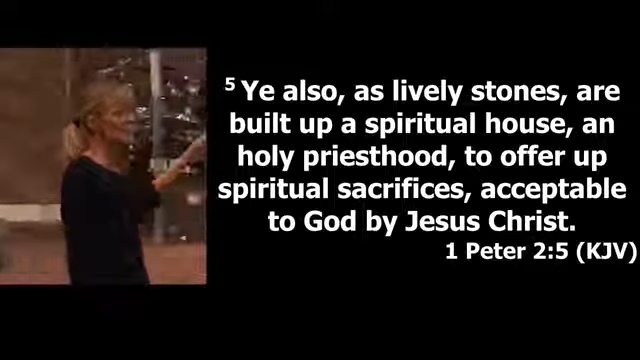 5 Ye also, as lively stones, are
built up a spiritual house, an
holy priesthood, to offer up
spiritual sacrifices, acceptable
to God by Jesus Christ.
1 Peter 2:5 (KJV)